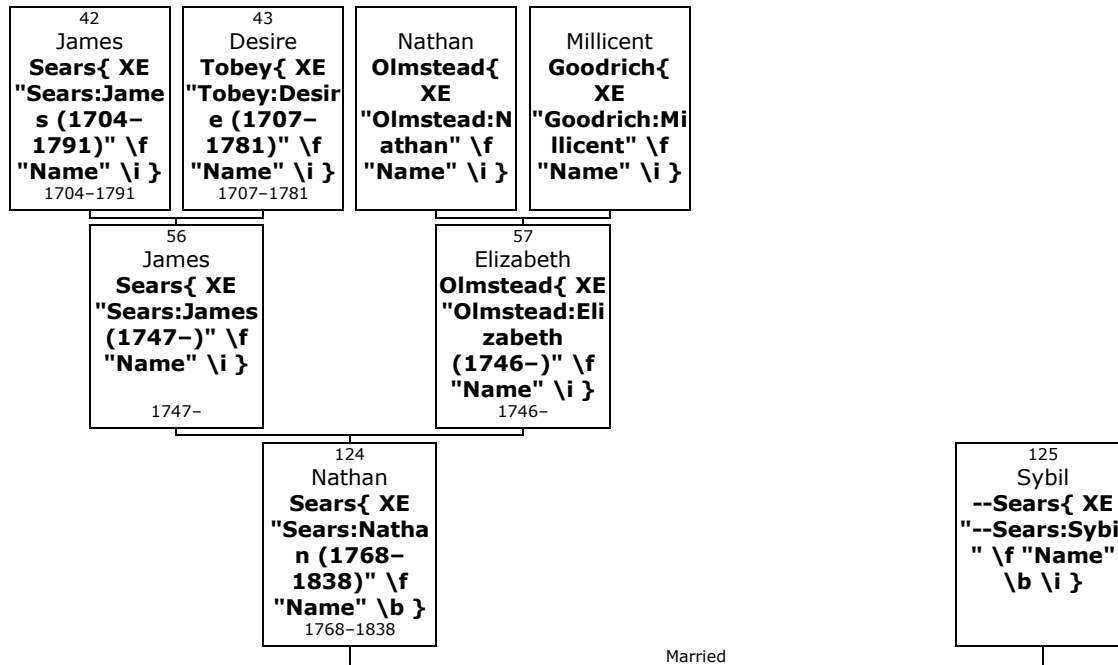 42
James
Sears{ XE
"Sears:Jame
s (1704–
1791)" \f
"Name" \i }
1704–1791
43
Desire
Tobey{ XE
"Tobey:Desir
e (1707–
1781)" \f
"Name" \i }
1707–1781
Nathan
Olmstead{
XE
"Olmstead:N
athan" \f
"Name" \i }
Millicent
Goodrich{
XE
"Goodrich:Mi
llicent" \f
"Name" \i }
56
James
Sears{ XE
"Sears:James
(1747–)" \f
"Name" \i }
1747–
57
Elizabeth
Olmstead{ XE
"Olmstead:Eli
zabeth
(1746–)" \f
"Name" \i }
1746–
124
Nathan
Sears{ XE
"Sears:Natha
n (1768–
1838)" \f
"Name" \b }
1768–1838
125
Sybil
--Sears{ XE
"--Sears:Sybi
" \f "Name"
\b \i }
Married